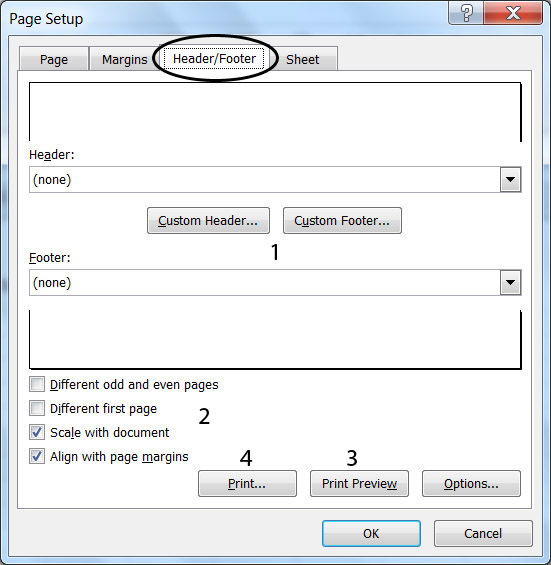 Page Setup
Page Margins Header/Footer Sheet
Header:
(none)
Custom Header... Custom Footer...
1
Footer:
(none)
Different odd and even pages
Different first page
2
Scale with document
Align with page margins
4 3
Print... Print Preview Options...
OK Cancel